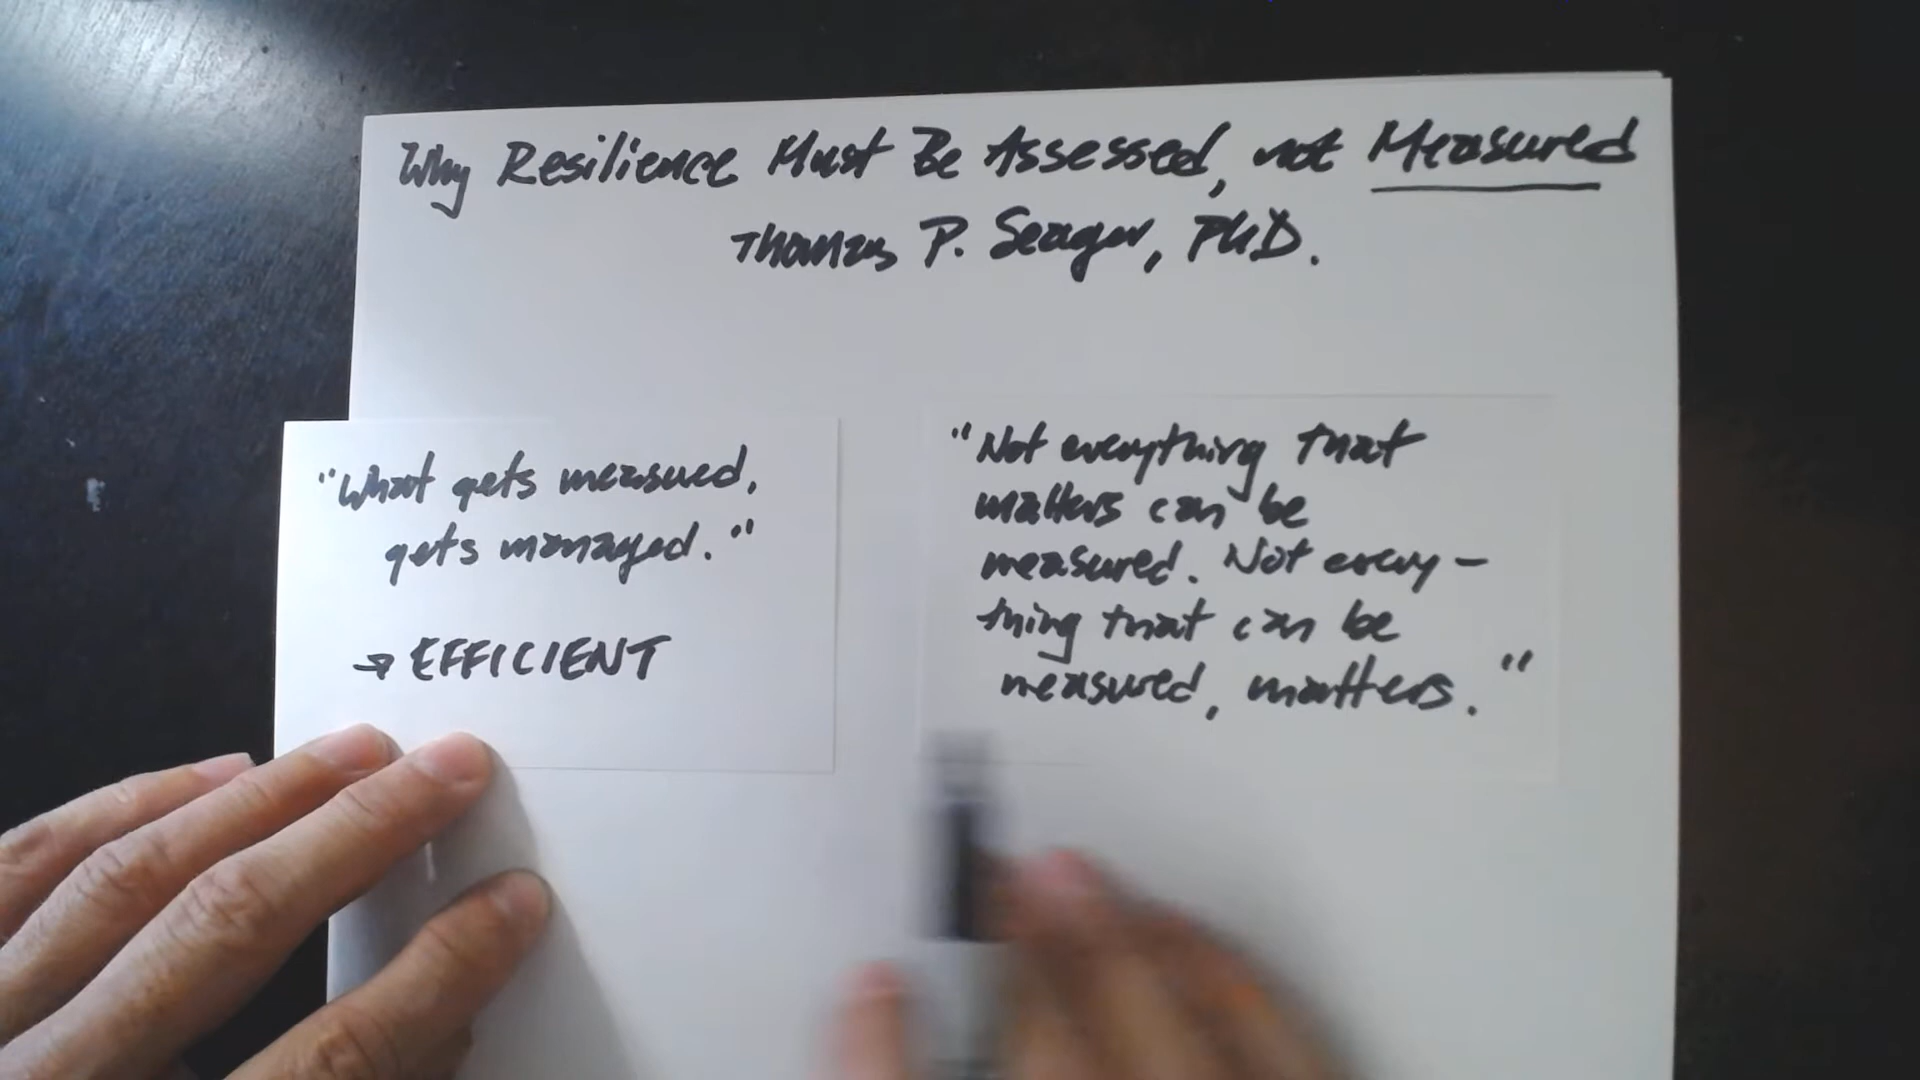 Why Resilience Must Be Assessed, not Measured
Thomas P. Seager, PhD.
"What gets measured,
gets managed."
→ EFFICIENT
"Not everything that
matters can be
measured. Not every-
thing that can be
measured, matters."